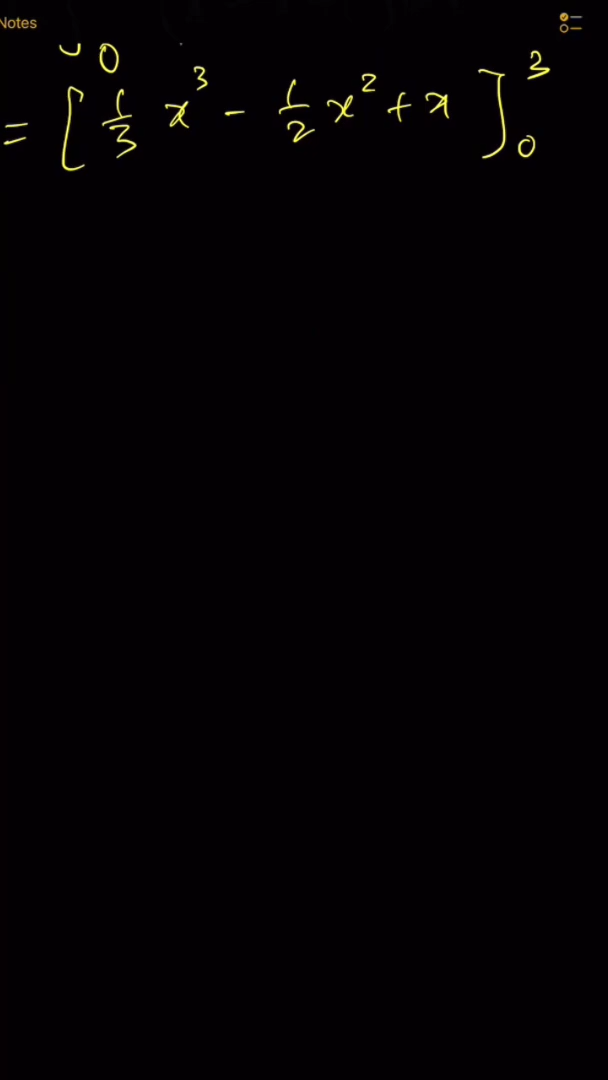 Notes
0
= [ 1/3 x³ - 1/2 x² + x ]₀³